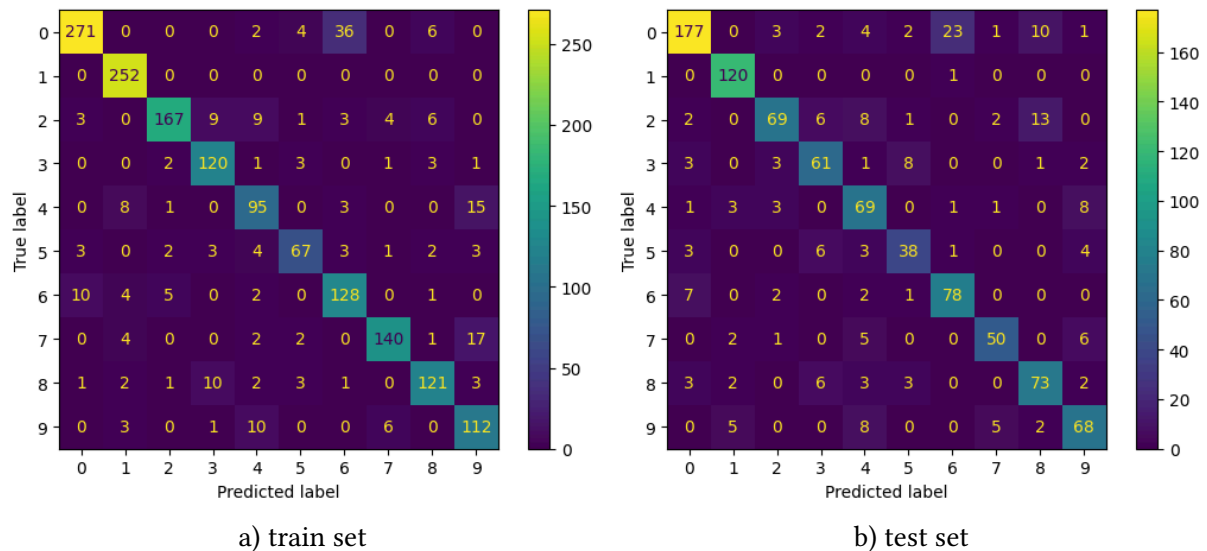 0 271 0 0 0 2 4 36 0 6 0
1 0 252 0 0 0 0 0 0 0 0
2 3 0 167 9 9 1 3 4 6 0
3 0 0 2 120 1 3 0 1 3 1
4 0 8 1 0 95 0 3 0 0 15
5 3 0 2 3 4 67 3 1 2 3
6 10 4 5 0 2 0 128 0 1 0
7 0 4 0 0 2 2 0 140 1 17
8 1 2 1 10 2 3 1 0 121 3
9 0 3 0 1 10 0 0 6 0 112
0 1 2 3 4 5 6 7 8 9
Predicted label
True label
250
200
150
100
50
0
a) train set
0 177 0 3 2 4 2 23 1 10 1
1 0 120 0 0 0 0 1 0 0 0
2 2 0 69 6 8 1 0 2 13 0
3 3 0 3 61 1 8 0 0 1 2
4 1 3 3 0 69 0 1 1 0 8
5 3 0 0 6 3 38 1 0 0 4
6 7 0 2 0 2 1 78 0 0 0
7 0 2 1 0 5 0 0 50 0 6
8 3 2 0 6 3 3 0 0 73 2
9 0 5 0 0 8 0 0 5 2 68
0 1 2 3 4 5 6 7 8 9
Predicted label
True label
160
140
120
100
80
60
40
20
0
b) test set